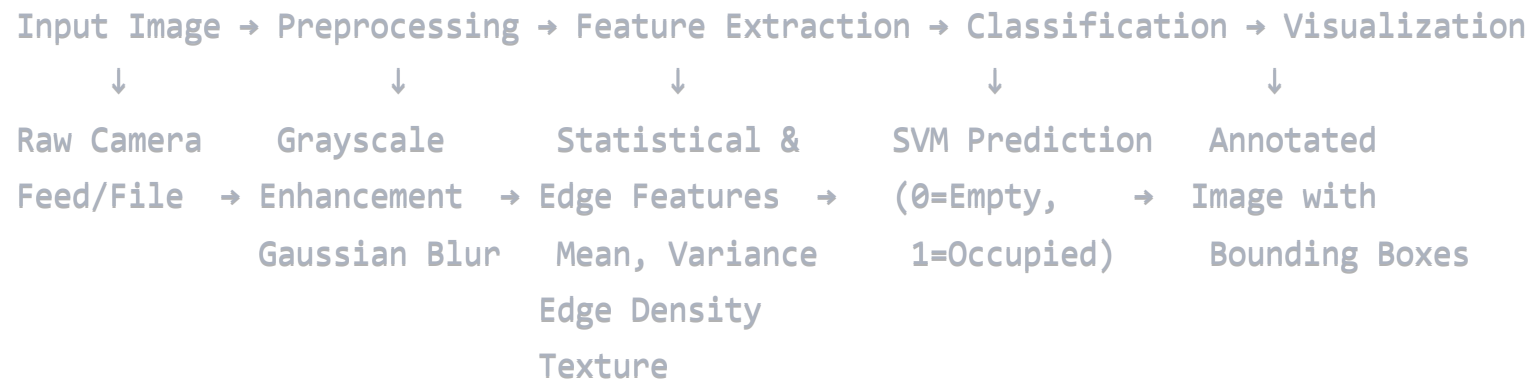 Input Image → Preprocessing → Feature Extraction → Classification → Visualization
↓ ↓ ↓ ↓ ↓
Raw Camera Grayscale Statistical & SVM Prediction Annotated
Feed/File → Enhancement → Edge Features → (0=Empty, → Image with
Gaussian Blur Mean, Variance 1=Occupied) Bounding Boxes
Edge Density
Texture